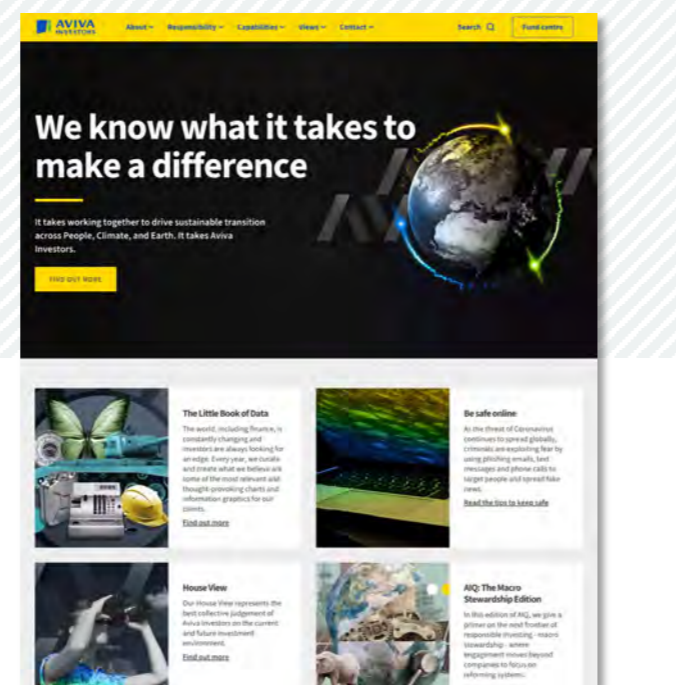 AVIVA
INVESTORS
About
Responsibility
Capabilities
Views
Contact
Search
Fund centre
We know what it takes to
make a difference
It takes working together to drive sustainable transition
across People, Climate, and Earth. It takes Aviva
Investors.
FIND OUT MORE
The Little Book of Data
The world, including finance, is
constantly changing and
investors are always looking for
an edge. Every year, we curate
and create what we believe are
some of the most relevant and
thought-provoking charts and
information graphics for our
clients.
Find out more
Be safe online
As the threat of Coronavirus
continues to spread globally,
criminals are exploiting fear by
using phishing emails, text
messages and phone calls to
target people and spread fake
news.
Read the tips to keep safe
House View
Our House View represents the
best collective judgement of
Aviva Investors on the current
and future investment
environment.
Find out more
AIQ: The Macro
Stewardship Edition
In this edition of AIQ, we give a
primer on the next frontier of
responsible investing - macro
stewardship - where
engagement moves beyond
companies to focus on
reforming systems.